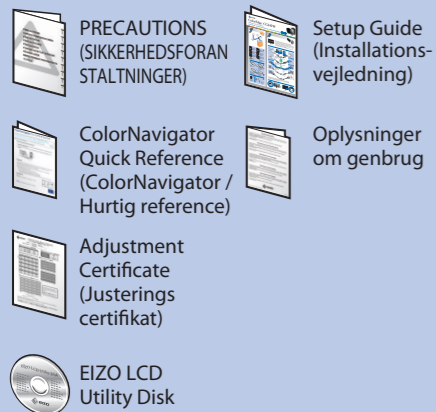 PRECAUTIONS
(SIKKERHEDSFORAN
STALTNINGER)
Setup Guide
(Installations-
vejledning)
ColorNavigator
Quick Reference
(ColorNavigator /
Hurtig reference)
Oplysninger
om genbrug
Adjustment
Certificate
(Justerings
certifikat)
EIZO LCD
Utility Disk